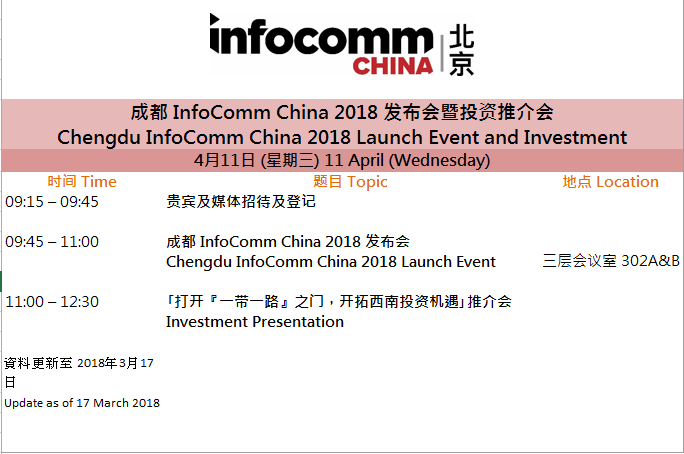 infocomm
CHINA
北京
成都 InfoComm China 2018 发布会暨投资推介会
Chengdu InfoComm China 2018 Launch Event and Investment
4月11日 (星期三) 11 April (Wednesday)
时间 Time 题目 Topic 地点 Location
09:15 – 09:45 贵宾及媒体招待及登记
09:45 – 11:00 成都 InfoComm China 2018 发布会
Chengdu InfoComm China 2018 Launch Event
三层会议室 302A&B
11:00 – 12:30 「打开『一带一路』之门，开拓西南投资机遇」推介会
Investment Presentation
資料更新至 2018年3月17
日
Update as of 17 March 2018